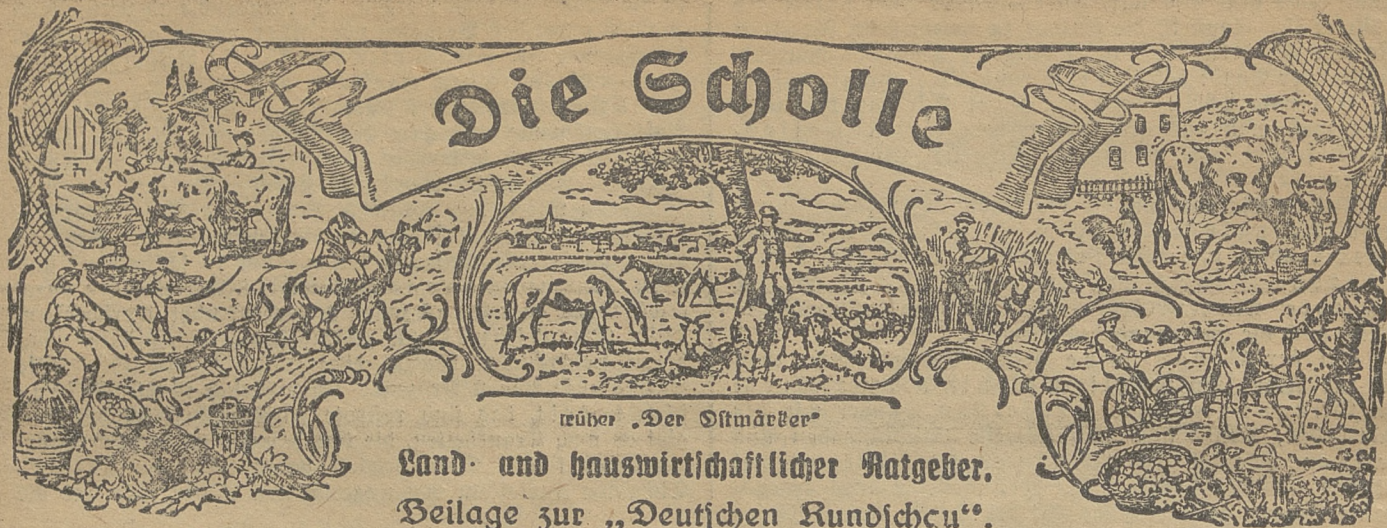 Die Scholle
früher „Der Ostmärker“
Land- und hauswirtschaftlicher Ratgeber.
Beilage zur „Deutschen Rundschau“.